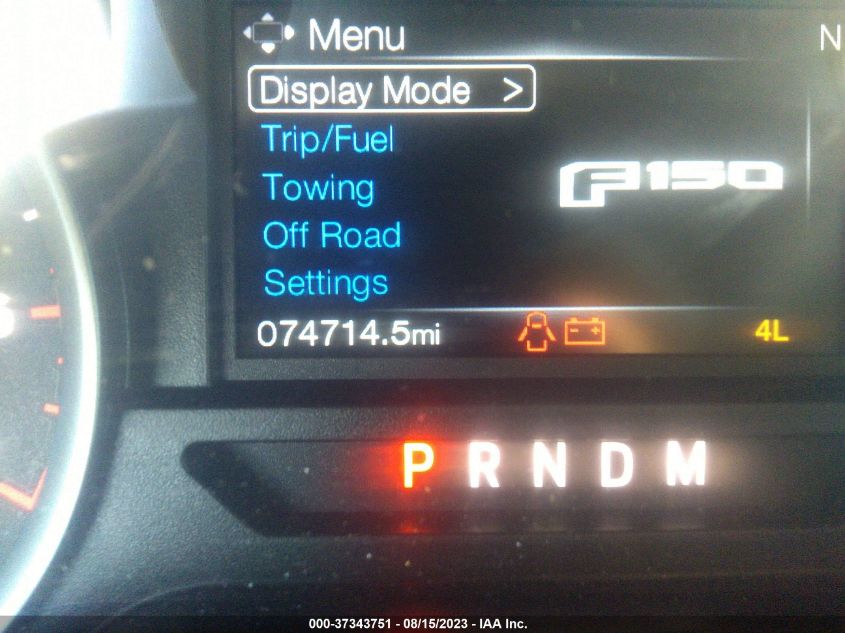 Menu
N
Display Mode >
Trip/Fuel
F150
Towing
Off Road
Settings
074714.5mi
4L
P R N D M
000-37343751 - 08/15/2023 - IAA Inc.